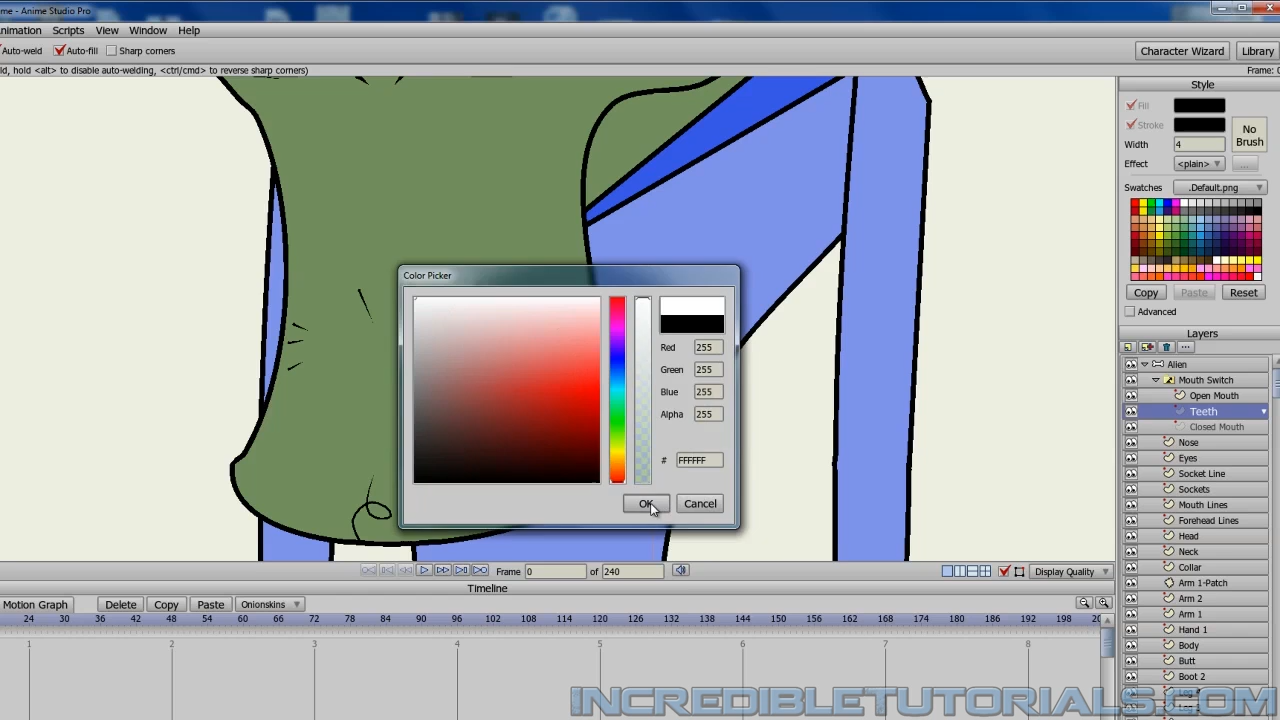 me - Anime Studio Pro
Animation Scripts View Window Help
Auto-weld Auto-fill Sharp corners Character Wizard Library
ld, hold <alt> to disable auto-welding, <ctrl/cmd> to reverse sharp corners) Frame: 0
Style
Fill
Stroke
No Brush
Width 4
Effect <plain> ...
Swatches .Default.png
Copy Paste Reset
Advanced
Color Picker
Red 255
Green 255
Blue 255
Alpha 255
# FFFFFF
OK Cancel
Layers
Alien
Mouth Switch
Open Mouth
Teeth
Closed Mouth
Nose
Eyes
Socket Line
Sockets
Mouth Lines
Forehead Lines
Head
Neck
Collar
Arm 1-Patch
Arm 2
Arm 1
Hand 1
Body
Butt
Boot 2
Frame 0 of 240 Display Quality
Timeline
Motion Graph Delete Copy Paste Onionskins
24 30 36 42 48 54 60 66 72 78 84 90 96 102 108 114 120 126 132 138 144 150 156 162 168 174 180 186 192 198 20
1 2 3 4 5 6 7 8
INCREDIBLETUTORIALS.COM